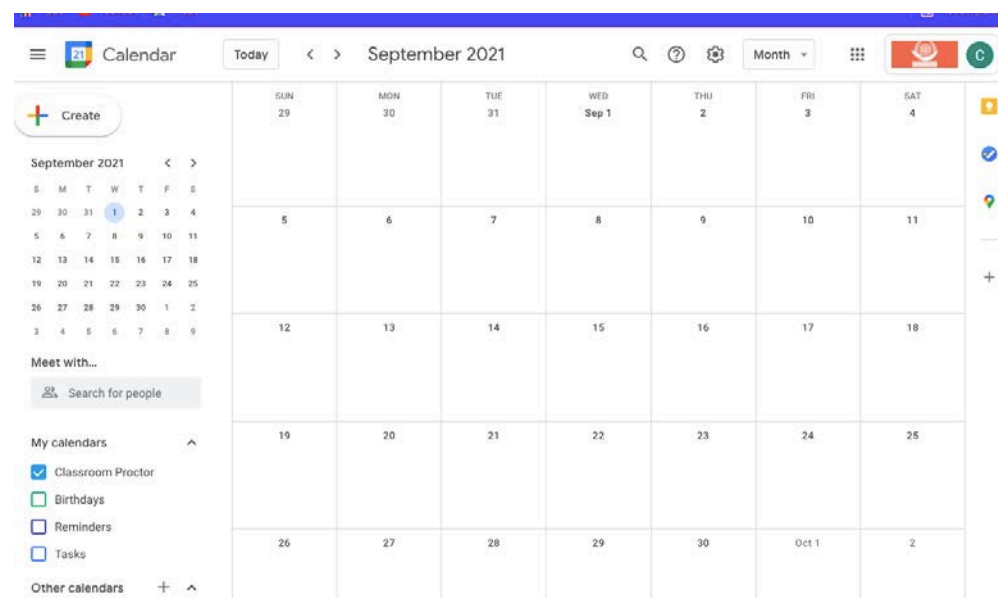 21 Calendar Today September 2021 Month C
Create
September 2021
S M T W T F S
29 30 31 1 2 3 4
5 6 7 8 9 10 11
12 13 14 15 16 17 18
19 20 21 22 23 24 25
26 27 28 29 30 1 2
3 4 5 6 7 8 9
Meet with...
Search for people
My calendars
Classroom Proctor
Birthdays
Reminders
Tasks
Other calendars
SUN MON TUE WED THU FRI SAT
29 30 31 Sep 1 2 3 4
5 6 7 8 9 10 11
12 13 14 15 16 17 18
19 20 21 22 23 24 25
26 27 28 29 30 Oct 1 2